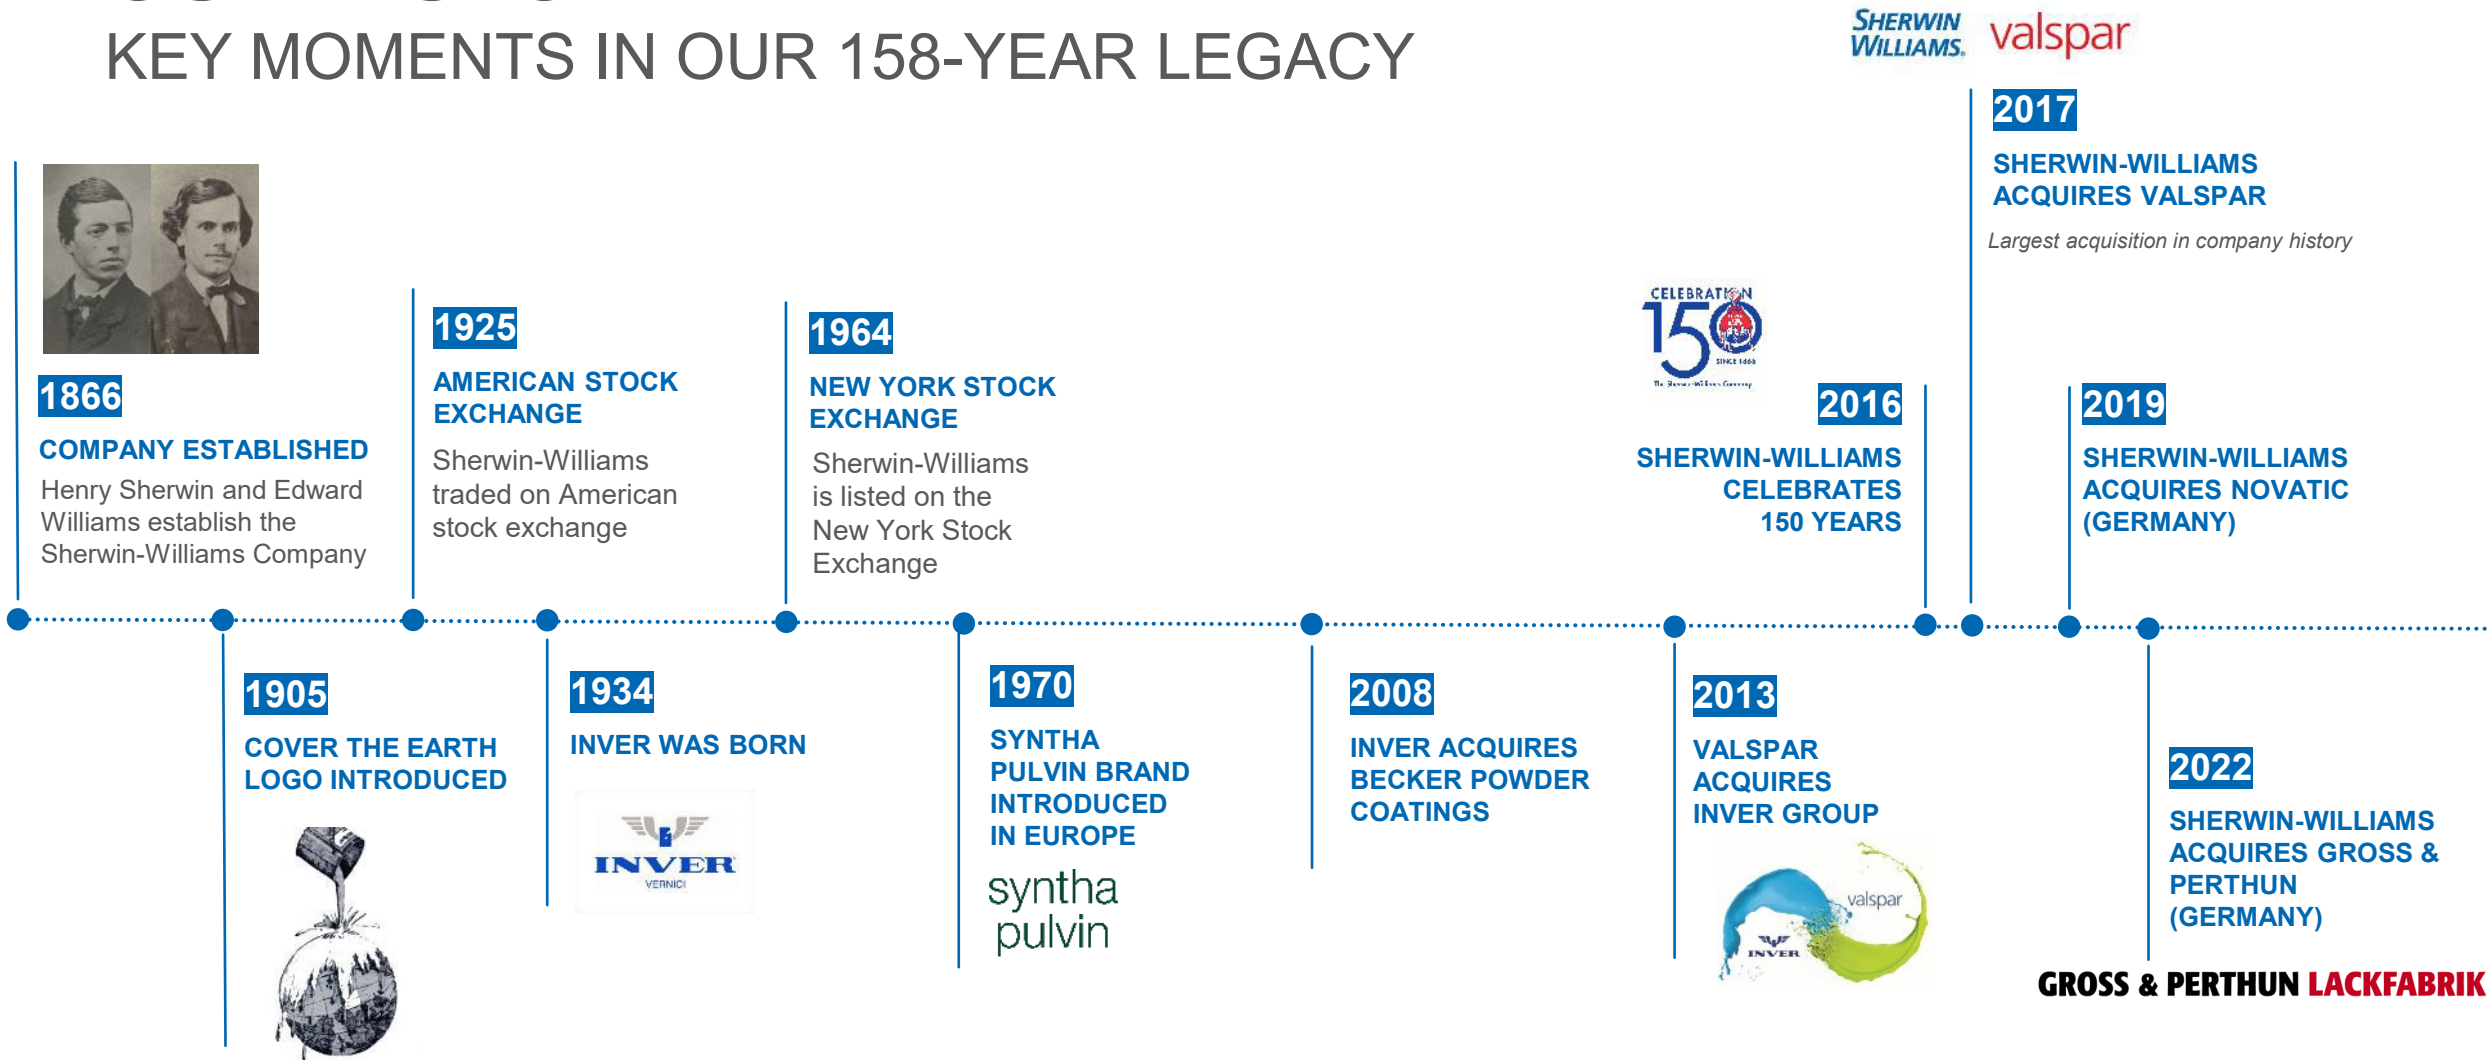 KEY MOMENTS IN OUR 158-YEAR LEGACY
SHERWIN
WILLIAMS.
valspar
2017
SHERWIN-WILLIAMS
ACQUIRES VALSPAR
Largest acquisition in company history
1866
COMPANY ESTABLISHED
Henry Sherwin and Edward
Williams establish the
Sherwin-Williams Company
1925
AMERICAN STOCK
EXCHANGE
Sherwin-Williams
traded on American
stock exchange
1964
NEW YORK STOCK
EXCHANGE
Sherwin-Williams
is listed on the
New York Stock
Exchange
CELEBRATION
150
SINCE 1866
The Sherwin-Williams Company
2016
SHERWIN-WILLIAMS
CELEBRATES
150 YEARS
2019
SHERWIN-WILLIAMS
ACQUIRES NOVATIC
(GERMANY)
1905
COVER THE EARTH
LOGO INTRODUCED
1934
INVER WAS BORN
INVER
VERNICI
1970
SYNTHA
PULVIN BRAND
INTRODUCED
IN EUROPE
syntha
pulvin
2008
INVER ACQUIRES
BECKER POWDER
COATINGS
2013
VALSPAR
ACQUIRES
INVER GROUP
valspar
INVER
2022
SHERWIN-WILLIAMS
ACQUIRES GROSS &
PERTHUN
(GERMANY)
GROSS & PERTHUN LACKFABRIK